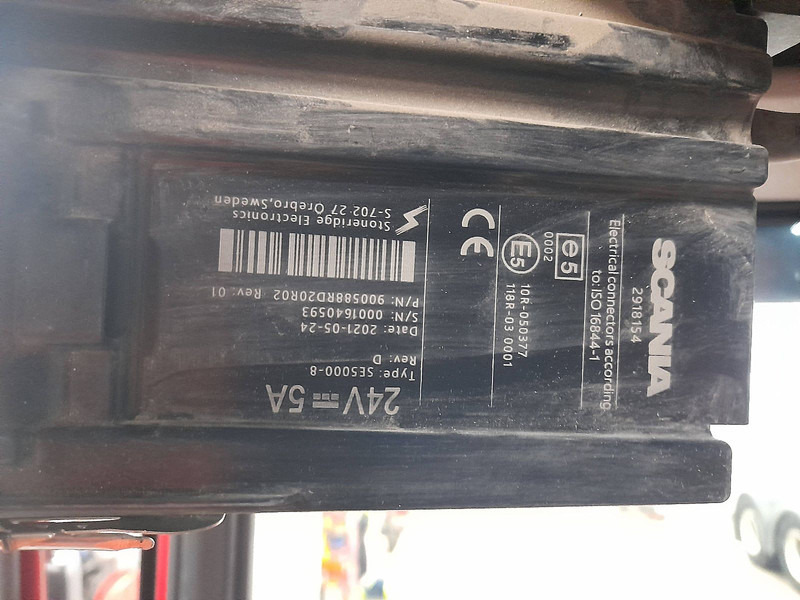 SCANIA
2918154
Electrical connectors according
to: ISO 16844-1
e5
0002
E5
10R-050377
118R-03 0001
CE
24V 5A
Type: SE5000-8
Rev: D
Date: 2021-05-24
S/N: 0001640593
P/N: 900588RD20R02 Rev: 01
Stoneridge Electronics
S-702 27 Örebro,Sweden